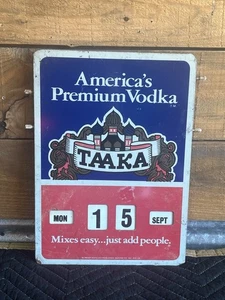 America's
Premium Vodka
TAAKA
MON 1 5 SEPT
Mixes easy...just add people.